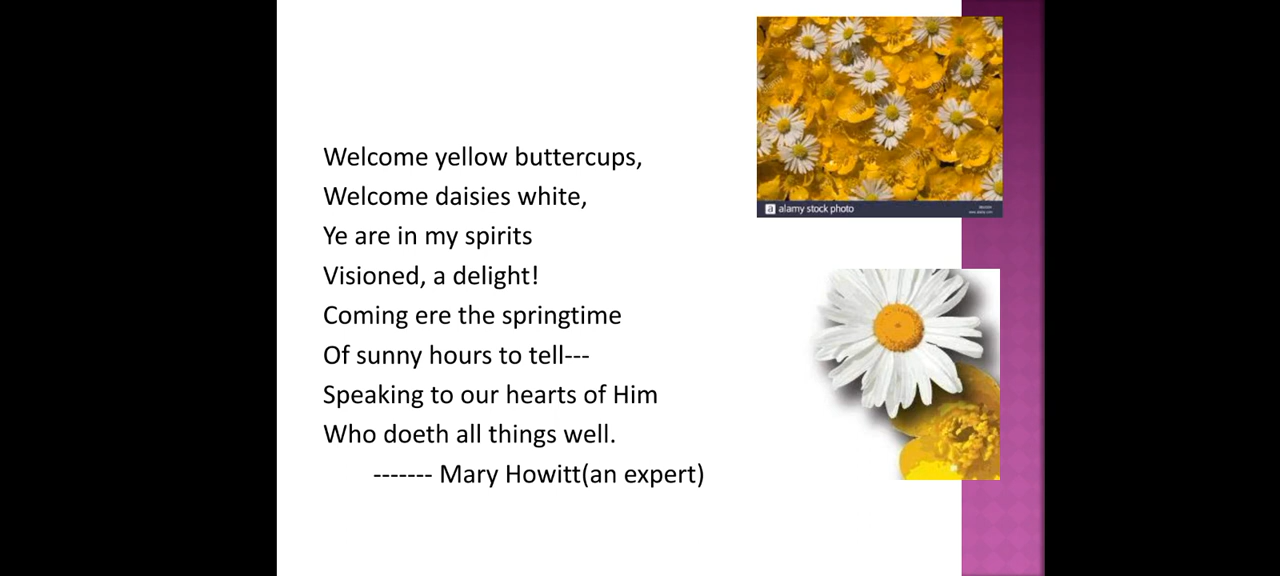 Welcome yellow buttercups,
Welcome daisies white,
Ye are in my spirits
Visioned, a delight!
Coming ere the springtime
Of sunny hours to tell---
Speaking to our hearts of Him
Who doeth all things well.
------- Mary Howitt(an expert)
a alamy stock photo